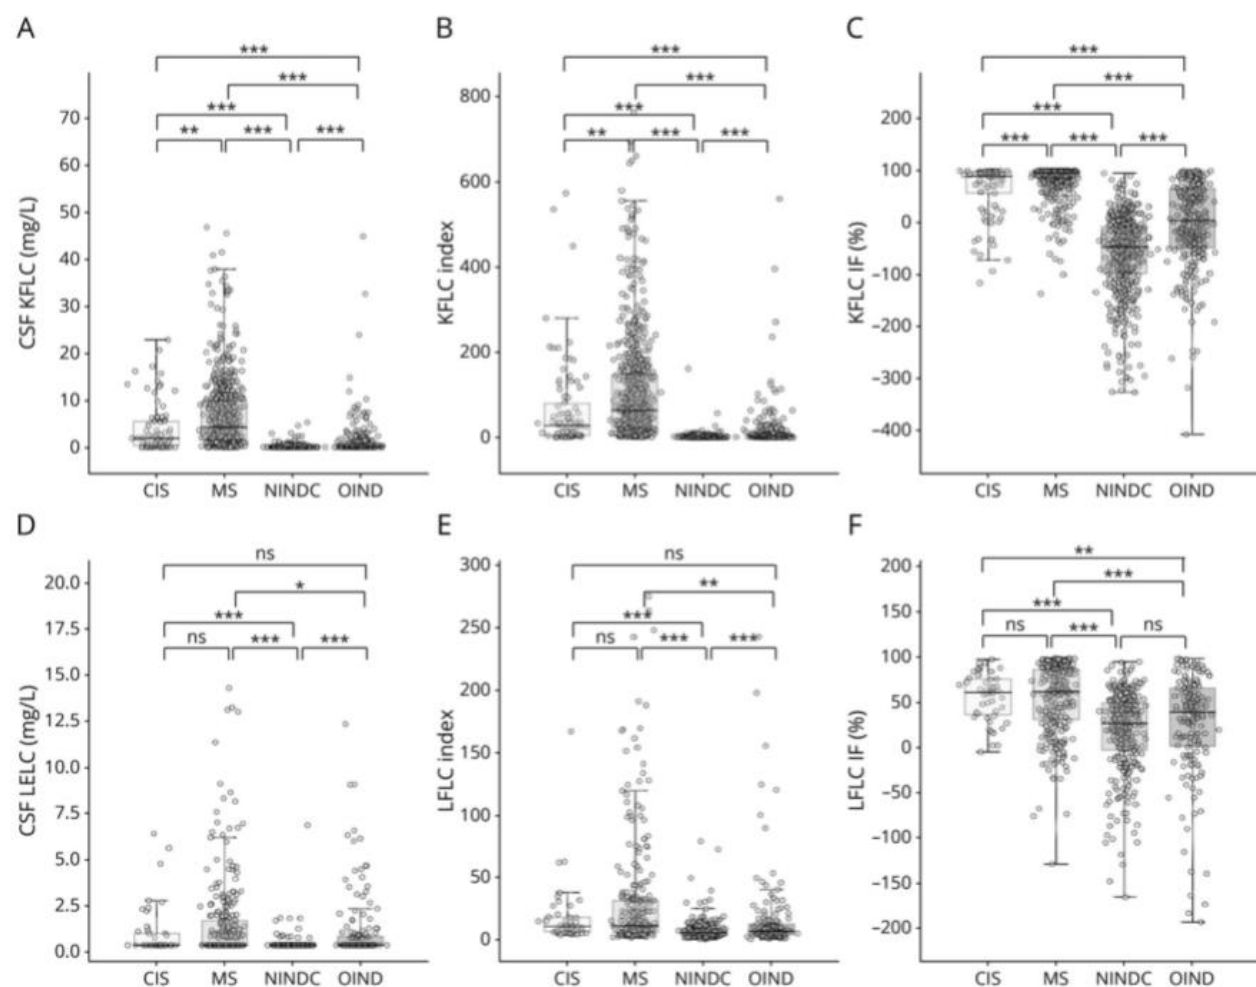 A
***
***
***
** *** ***
CSF KFLC (mg/L)
70
60
50
40
30
20
10
0
CIS MS NINDC OIND
B
***
***
***
** *** ***
KFLC index
800
600
400
200
0
CIS MS NINDC OIND
C
***
***
***
*** *** ***
KFLC IF (%)
200
100
0
−100
−200
−300
−400
CIS MS NINDC OIND
D
ns
*
***
ns *** ***
CSF LELC (mg/L)
20.0
17.5
15.0
12.5
10.0
7.5
5.0
2.5
0.0
CIS MS NINDC OIND
E
ns
**
***
ns *** ***
LFLC index
300
250
200
150
100
50
0
CIS MS NINDC OIND
F
**
***
***
ns *** ns
LFLC IF (%)
200
150
100
50
0
−50
−100
−150
−200
CIS MS NINDC OIND